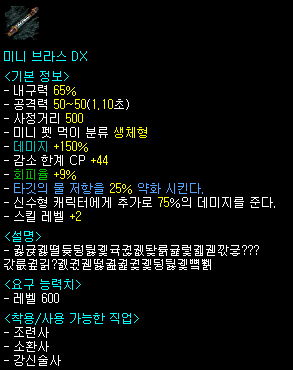 미니 브라스 DX
<기본 정보>
- 내구력 65%
- 공격력 50~50(1,10초)
- 사정거리 500
- 미니 펫 먹이 분류 생체형
- 데미지 +150%
- 감소 한계 CP +44
- 회피율 +9%
- 타깃의 물 저항을 25% 약화 시킨다.
- 신수형 캐릭터에게 추가로 75%의 데미지를 준다.
- 스킬 레벨 +2
<설명>
<요구 능력치>
- 레벨 600
<착용/사용 가능한 직업>
- 조련사
- 소환사
- 강신술사